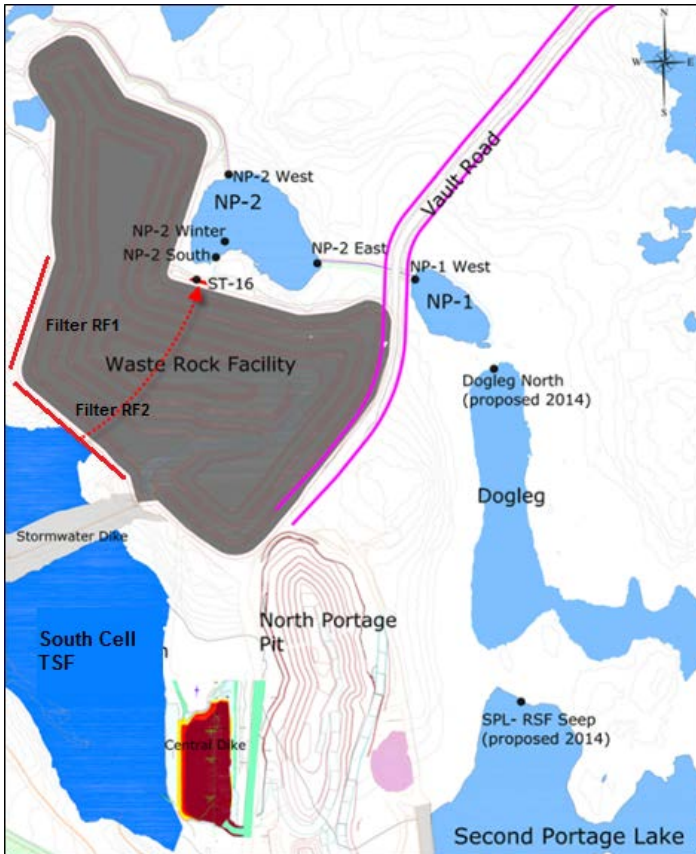 N
W E
S
NP-2 West
NP-2
Vault Road
NP-2 Winter
NP-2 South
NP-2 East
ST-16
NP-1 West
NP-1
Filter RF1
Waste Rock Facility
Dogleg North
(proposed 2014)
Filter RF2
Dogleg
Stormwater Dike
North Portage
Pit
South Cell
TSF
SPL- RSF Seep
(proposed 2014)
Central Dike
Second Portage Lake